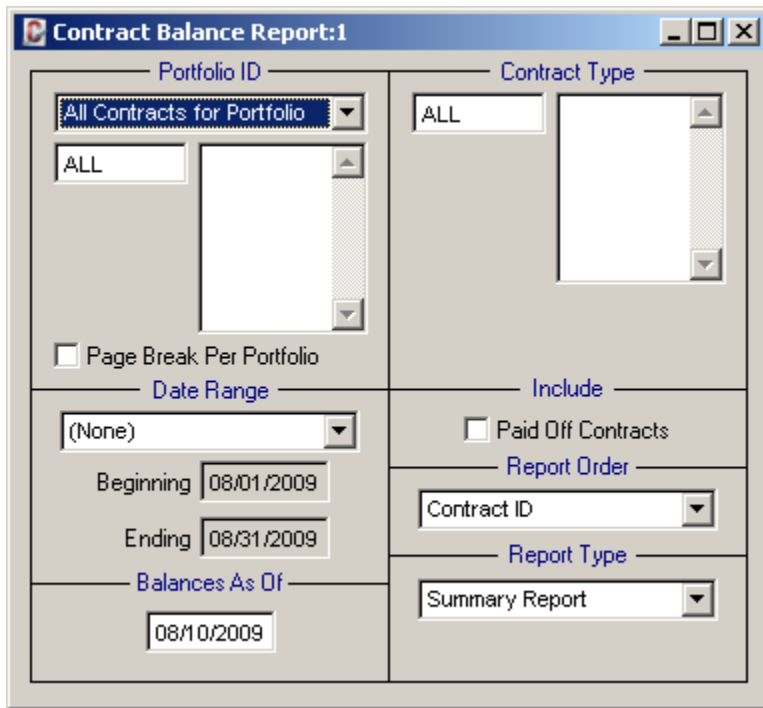 Contract Balance Report:1
Portfolio ID
All Contracts for Portfolio
ALL
Page Break Per Portfolio
Contract Type
ALL
Date Range
(None)
Beginning 08/01/2009
Ending 08/31/2009
Balances As Of
08/10/2009
Include
Paid Off Contracts
Report Order
Contract ID
Report Type
Summary Report